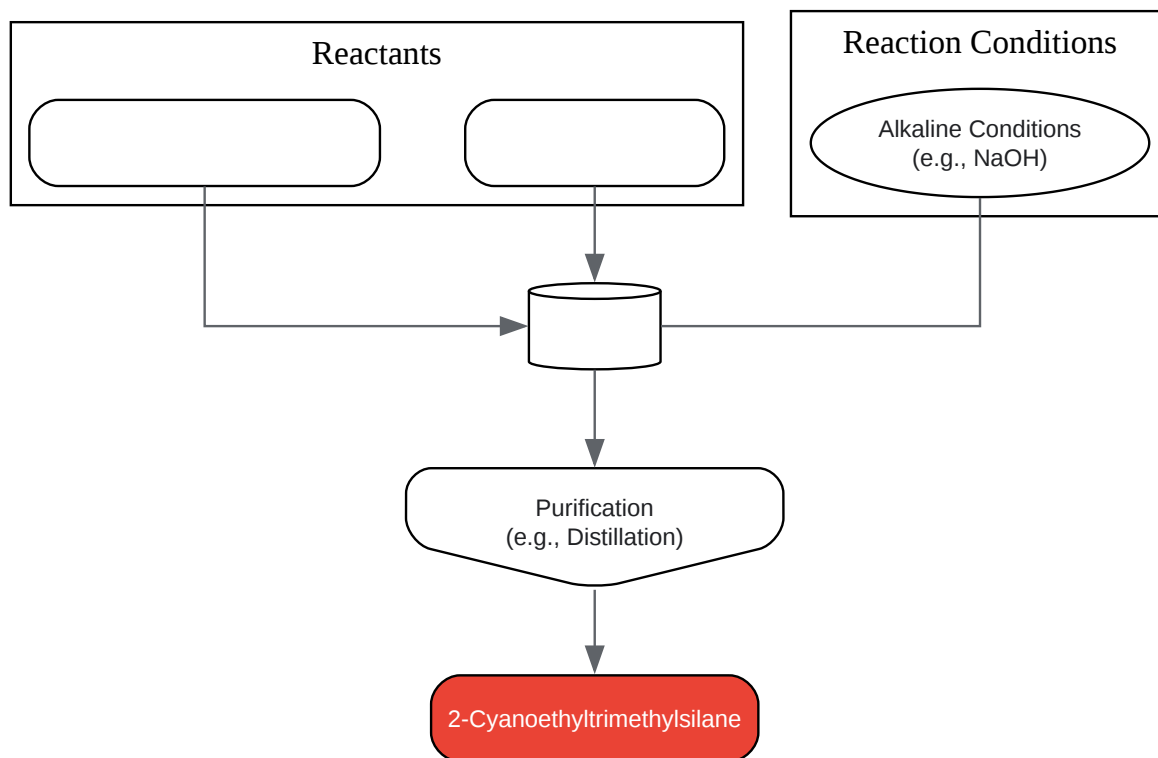 Reactants
Reaction Conditions
Alkaline Conditions
(e.g., NaOH)
Purification
(e.g., Distillation)
2-Cyanoethyltrimethylsilane